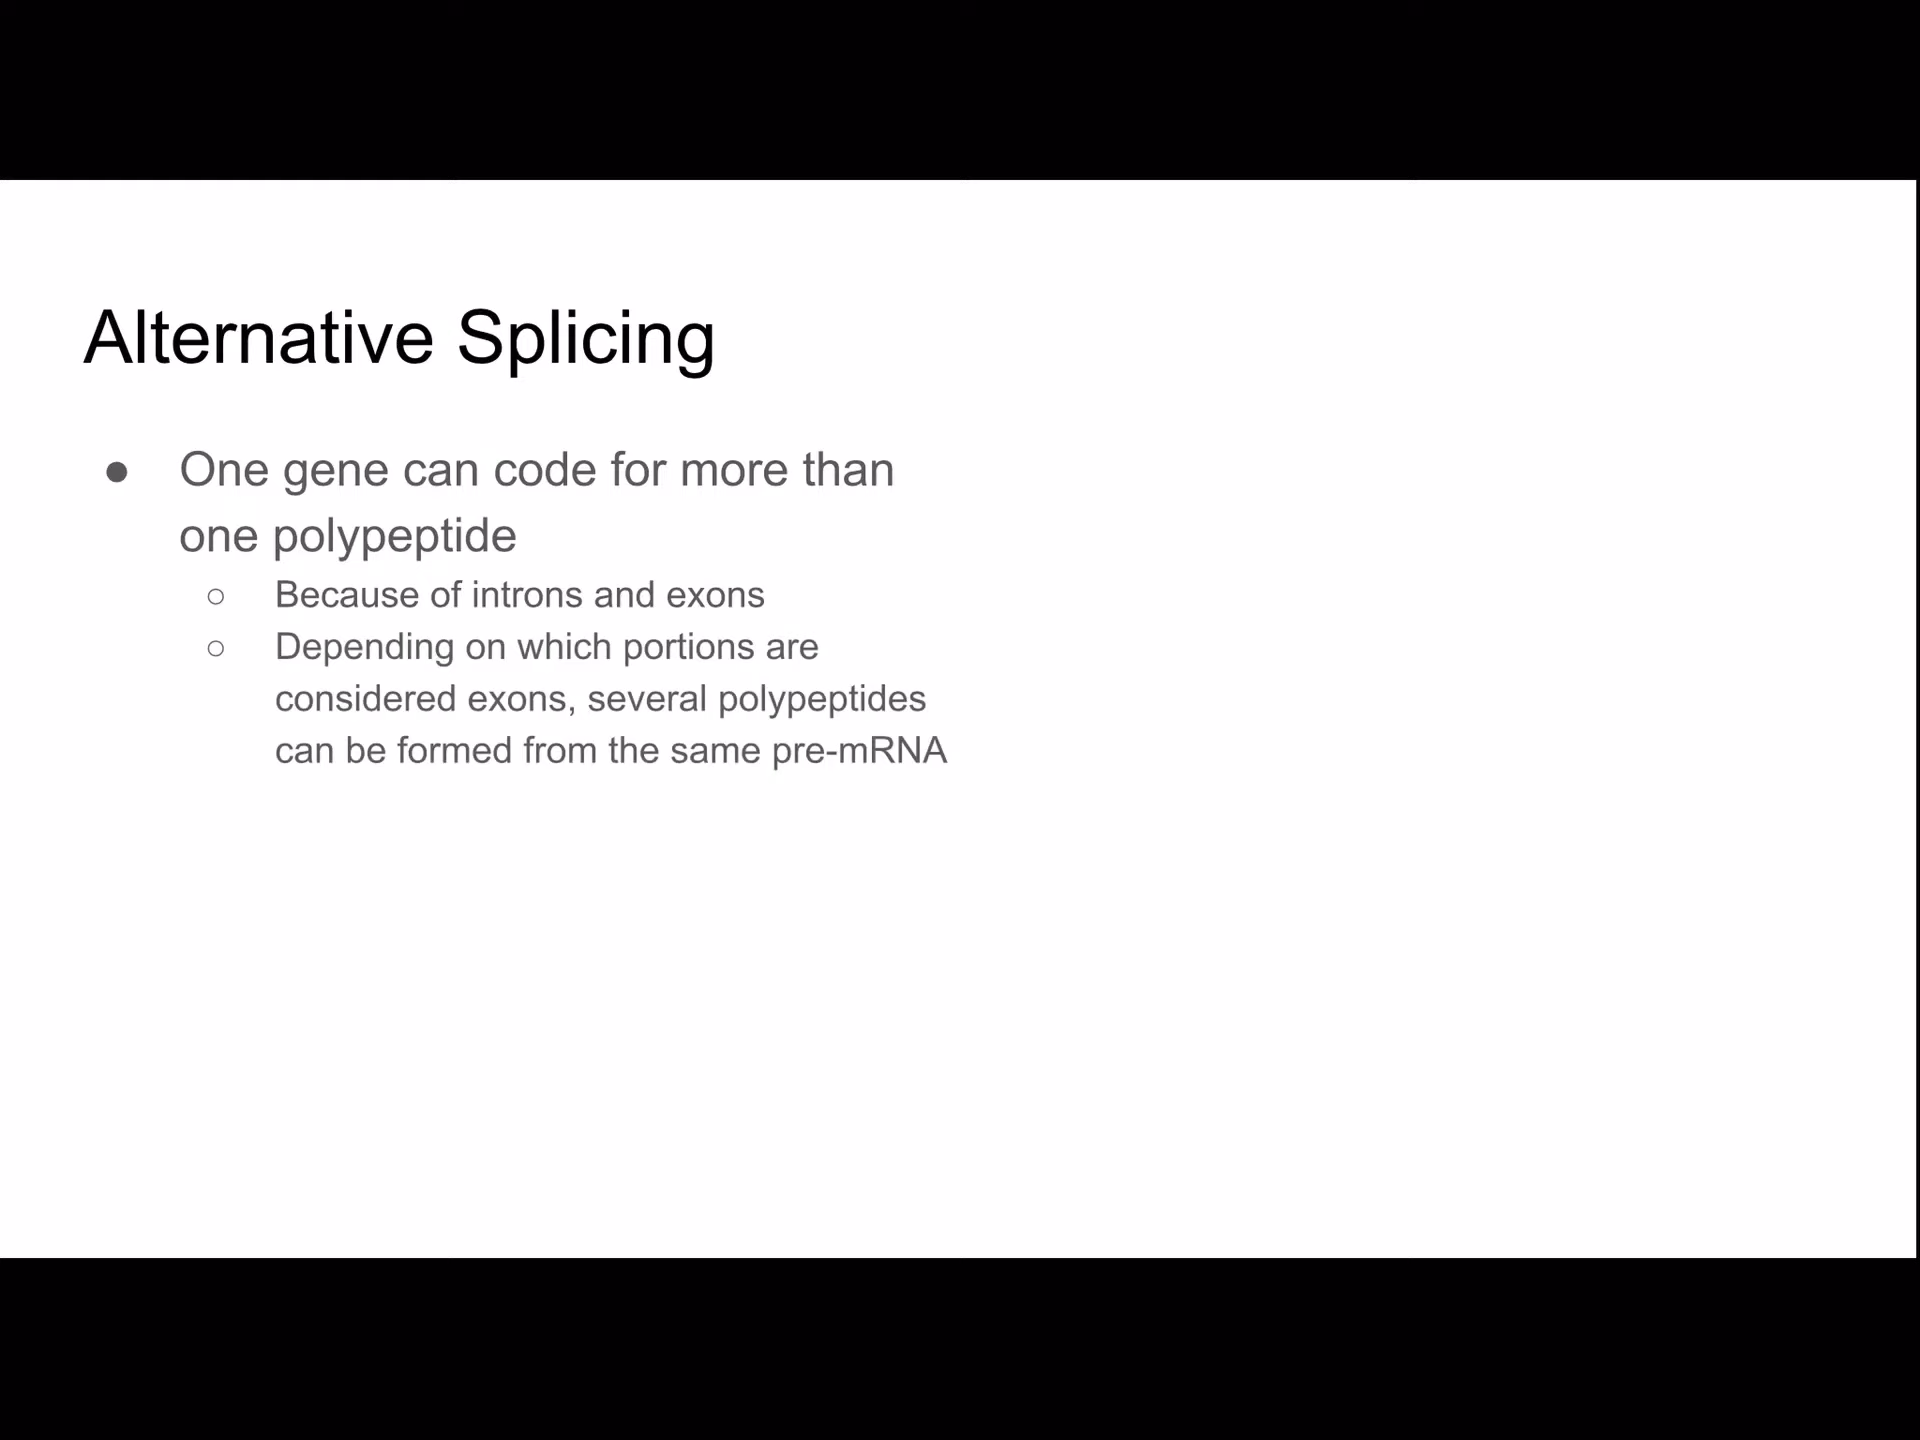 Alternative Splicing
● One gene can code for more than
one polypeptide
○ Because of introns and exons
○ Depending on which portions are
considered exons, several polypeptides
can be formed from the same pre-mRNA